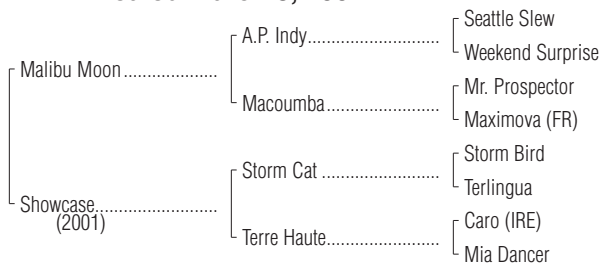 Seattle Slew
A.P. Indy
Weekend Surprise
Malibu Moon
Mr. Prospector
Macoumba
Maximova (FR)
Storm Bird
Storm Cat
Terlingua
Showcase
(2001)
Caro (IRE)
Terre Haute
Mia Dancer